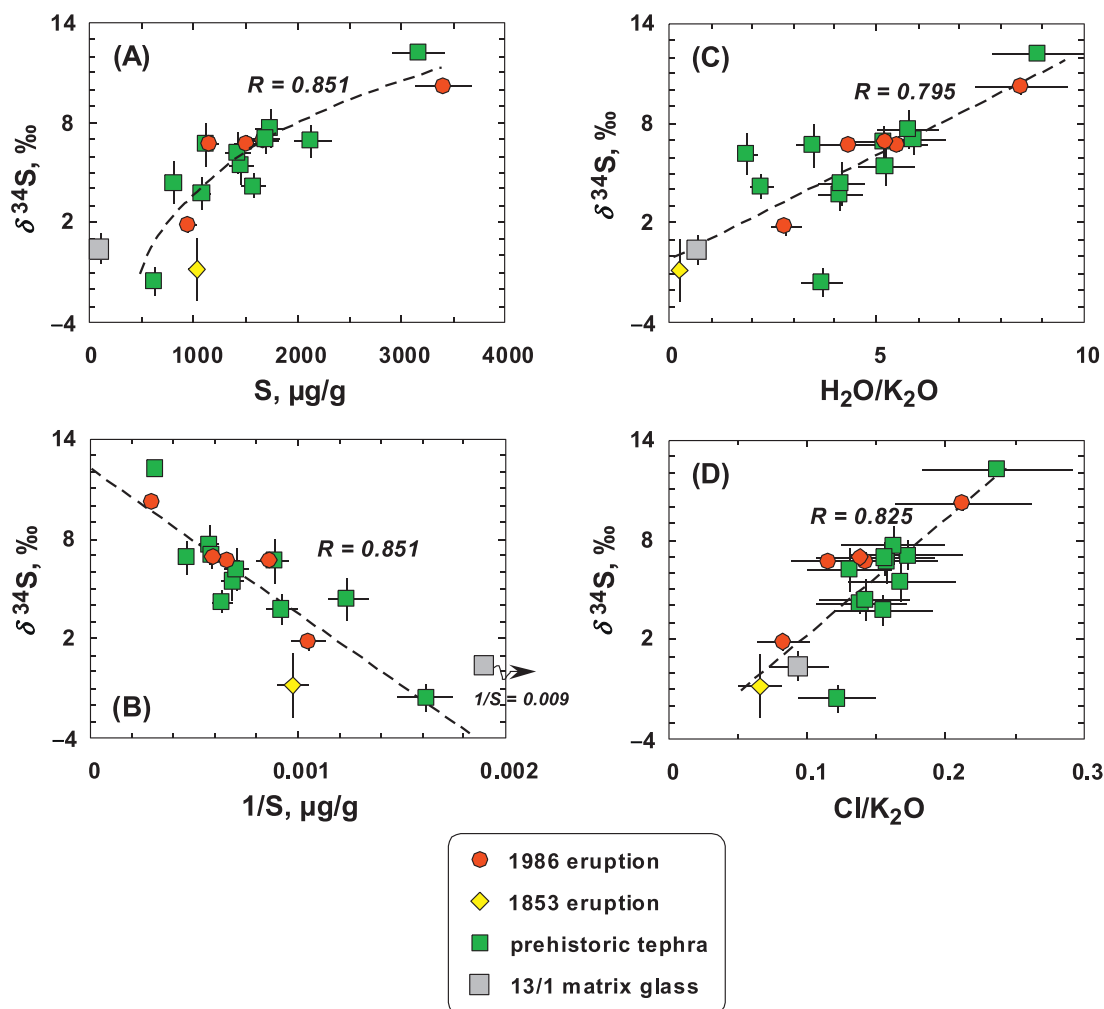 14
(A)
R = 0.851
8
δ 34S, ‰
2
−4
0 1000 2000 3000 4000
S, µg/g
14
(C)
R = 0.795
8
δ 34S, ‰
2
−4
0 5 10
H2O/K2O
14
R = 0.851
8
δ 34S, ‰
2
1/S = 0.009
(B)
−4
0 0.001 0.002
1/S, µg/g
14
(D)
R = 0.825
8
δ 34S, ‰
2
−4
0 0.1 0.2 0.3
Cl/K2O
1986 eruption
1853 eruption
prehistoric tephra
13/1 matrix glass